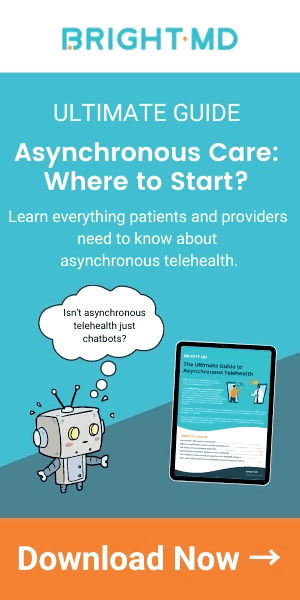 BRIGHT·MD
ULTIMATE GUIDE
Asynchronous Care:
Where to Start?
Learn everything patients and providers
need to know about
asynchronous telehealth.
Isn't asynchronous
telehealth just
chatbots?
BRIGHT·MD
The Ultimate Guide to
Asynchronous Telehealth
Download Now →